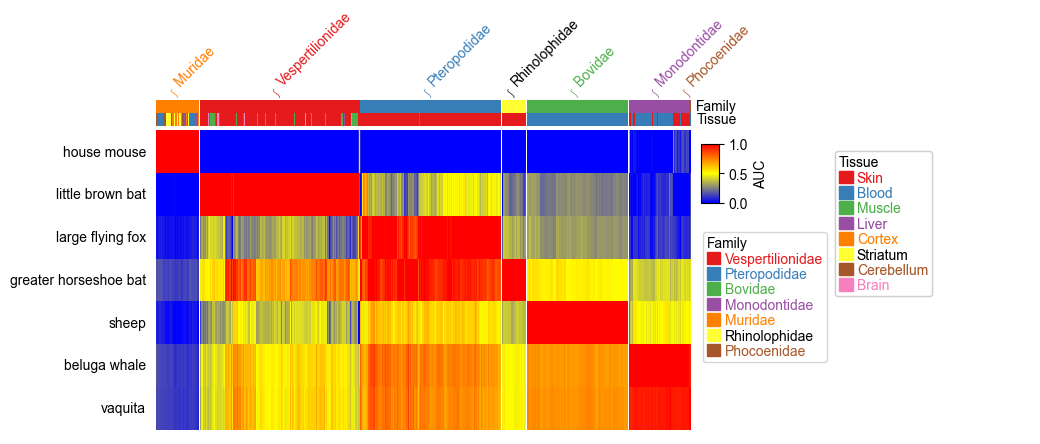 ∫ Muridae
∫ Vespertilionidae
∫ Pteropodidae
∫ Rhinolophidae
∫ Bovidae
∫ Monodontidae
∫ Phocoenidae
Family
Tissue
house mouse
little brown bat
large flying fox
greater horseshoe bat
sheep
beluga whale
vaquita
1.0
0.5
0.0
AUC
Family
Vespertilionidae
Pteropodidae
Bovidae
Monodontidae
Muridae
Rhinolophidae
Phocoenidae
Tissue
Skin
Blood
Muscle
Liver
Cortex
Striatum
Cerebellum
Brain